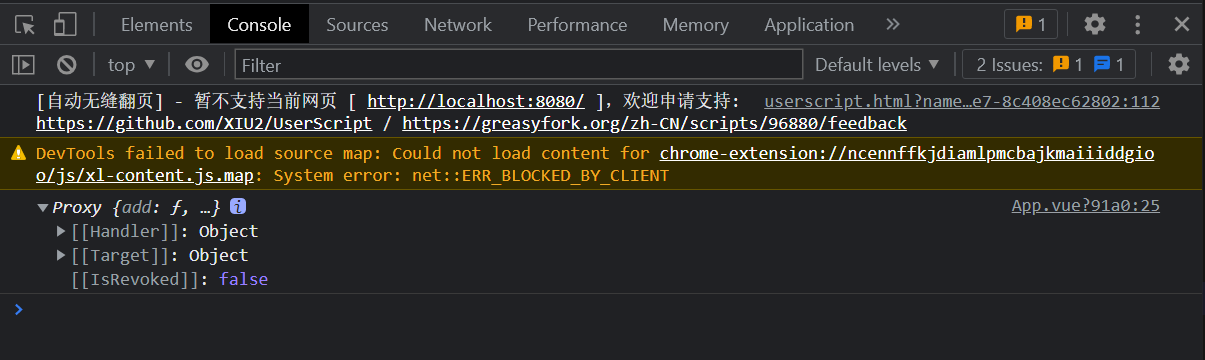 Elements Console Sources Network Performance Memory Application » 1
top ▼ Filter Default levels ▼ 2 Issues: 1 1
[自动无缝翻页] - 暂不支持当前网页 [ http://localhost:8080/ ]，欢迎申请支持: userscript.html?name…e7-8c408ec62802:112
https://github.com/XIU2/UserScript / https://greasyfork.org/zh-CN/scripts/96880/feedback
DevTools failed to load source map: Could not load content for chrome-extension://ncennffkjdiamlpmcbajkmaiiiiddgio
o/js/xl-content.js.map: System error: net::ERR_BLOCKED_BY_CLIENT
▼Proxy {add: ƒ, …} i App.vue?91a0:25
▶[[Handler]]: Object
▶[[Target]]: Object
[[IsRevoked]]: false
>